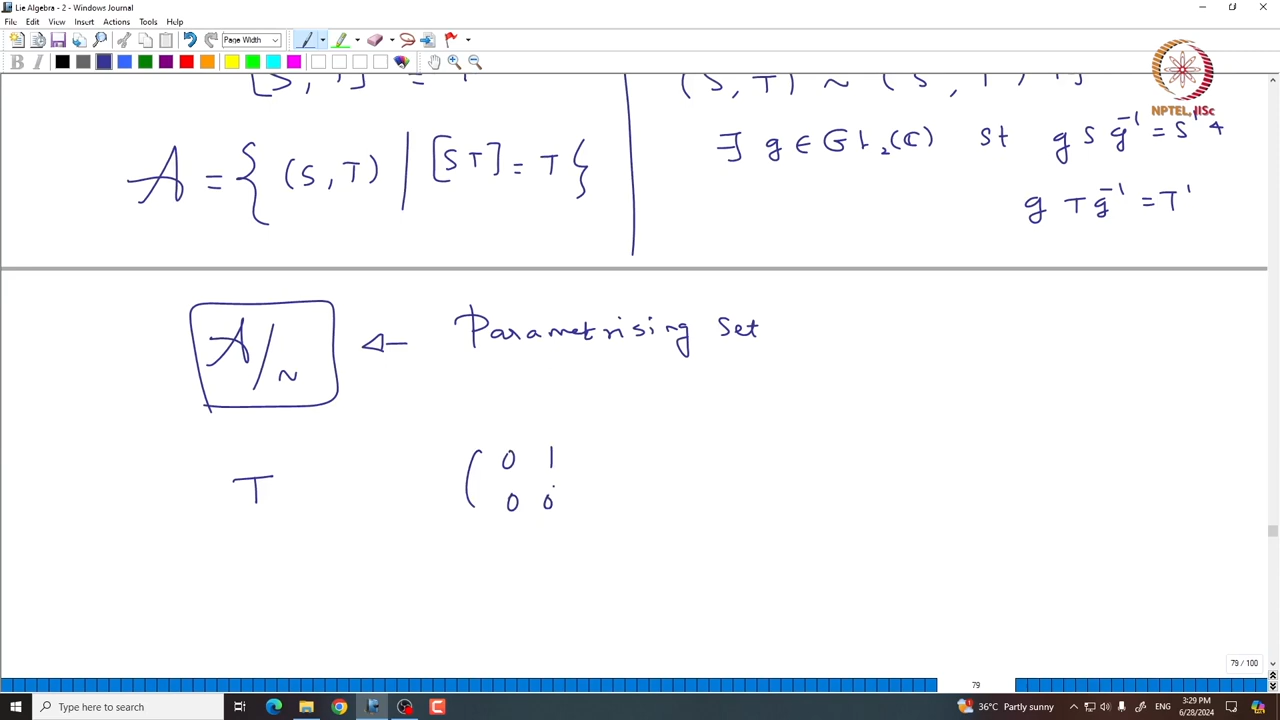 Lie Algebra - 2 - Windows Journal
File Edit View Insert Actions Tools Help
Page Width
B I
[S, T] = T
(S, T) ~ (S', T')
NPTEL, IISc
𝒜 = { (S, T) | [S T] = T }
∃ g ∈ GL₂(ℂ) st g S g⁻¹ = S' &
g T g⁻¹ = T'
𝒜/~ ← Parametrising set
T ( 0 1
0 0
79 / 100
79
Type here to search
36°C Partly sunny
ENG
3:29 PM
6/28/2024